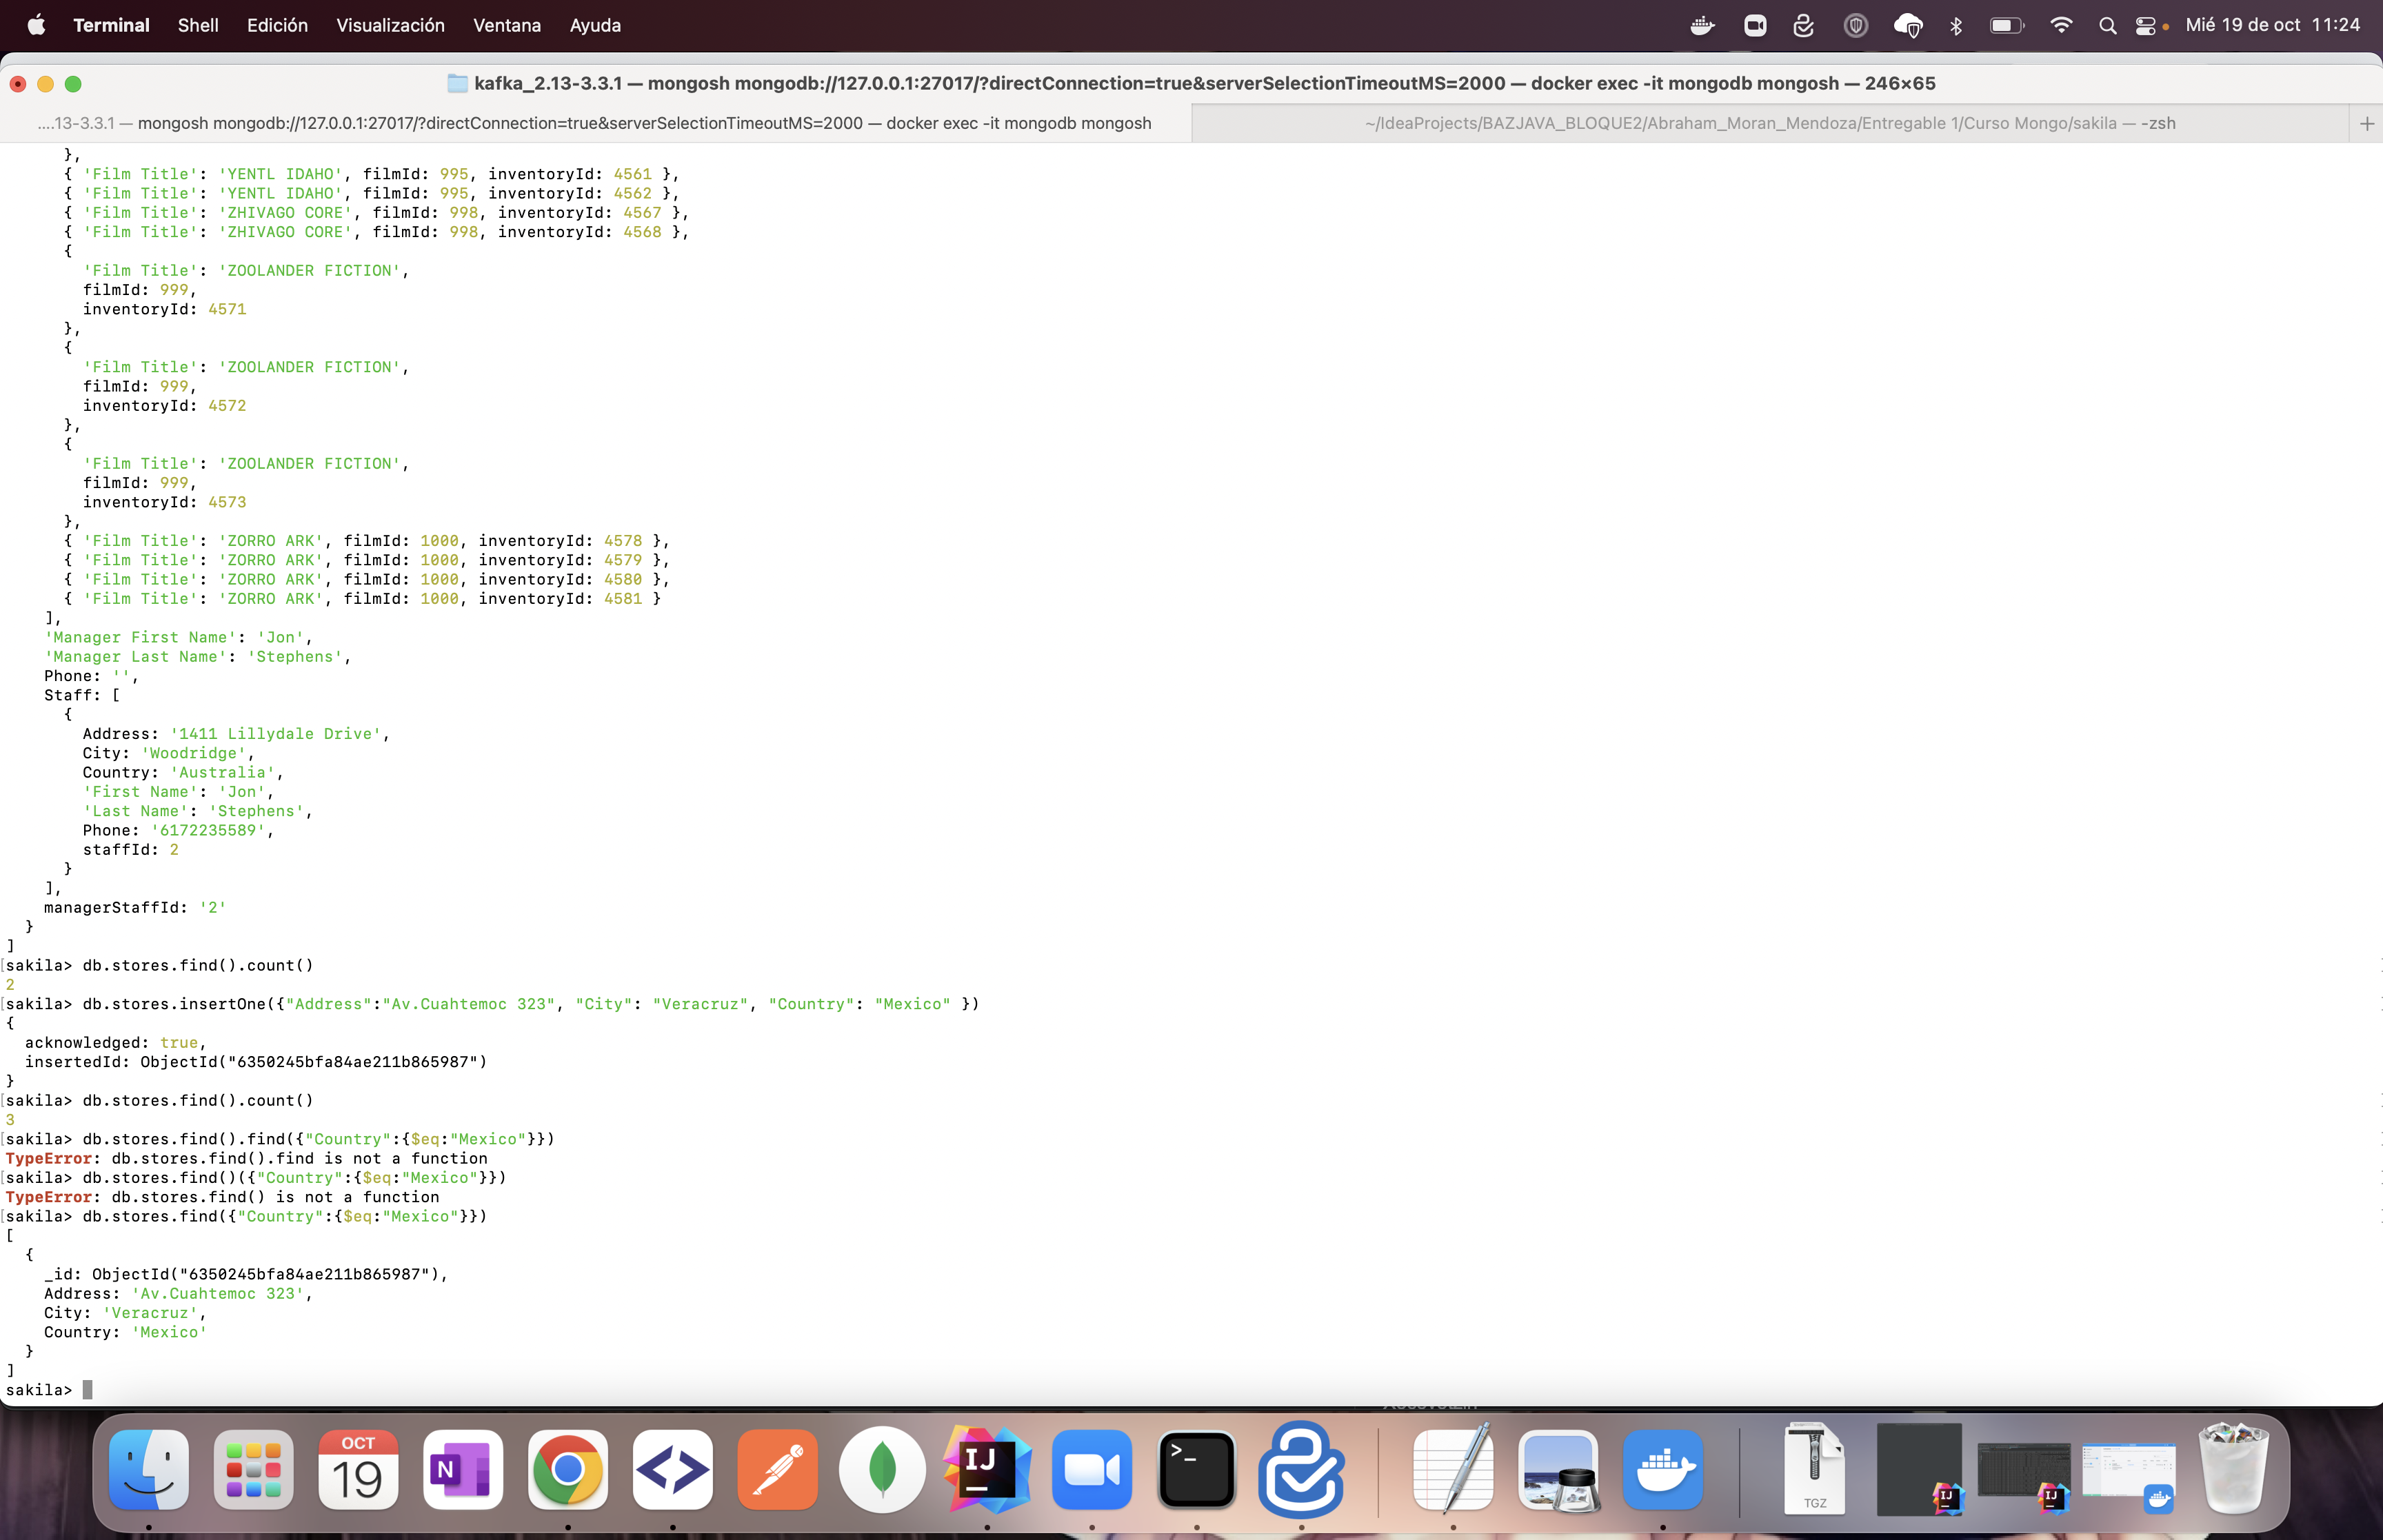 Terminal Shell Edición Visualización Ventana Ayuda Mié 19 de oct 11:24
kafka_2.13-3.3.1 — mongosh mongodb://127.0.0.1:27017/?directConnection=true&serverSelectionTimeoutMS=2000 — docker exec -it mongodb mongosh — 246×65
....13-3.3.1 — mongosh mongodb://127.0.0.1:27017/?directConnection=true&serverSelectionTimeoutMS=2000 — docker exec -it mongodb mongosh ~/IdeaProjects/BAZJAVA_BLOQUE2/Abraham_Moran_Mendoza/Entregable 1/Curso Mongo/sakila — -zsh +
      },
      { 'Film Title': 'YENTL IDAHO', filmId: 995, inventoryId: 4561 },
      { 'Film Title': 'YENTL IDAHO', filmId: 995, inventoryId: 4562 },
      { 'Film Title': 'ZHIVAGO CORE', filmId: 998, inventoryId: 4567 },
      { 'Film Title': 'ZHIVAGO CORE', filmId: 998, inventoryId: 4568 },
      {
        'Film Title': 'ZOOLANDER FICTION',
        filmId: 999,
        inventoryId: 4571
      },
      {
        'Film Title': 'ZOOLANDER FICTION',
        filmId: 999,
        inventoryId: 4572
      },
      {
        'Film Title': 'ZOOLANDER FICTION',
        filmId: 999,
        inventoryId: 4573
      },
      { 'Film Title': 'ZORRO ARK', filmId: 1000, inventoryId: 4578 },
      { 'Film Title': 'ZORRO ARK', filmId: 1000, inventoryId: 4579 },
      { 'Film Title': 'ZORRO ARK', filmId: 1000, inventoryId: 4580 },
      { 'Film Title': 'ZORRO ARK', filmId: 1000, inventoryId: 4581 }
    ],
    'Manager First Name': 'Jon',
    'Manager Last Name': 'Stephens',
    Phone: '',
    Staff: [
      {
        Address: '1411 Lillydale Drive',
        City: 'Woodridge',
        Country: 'Australia',
        'First Name': 'Jon',
        'Last Name': 'Stephens',
        Phone: '6172235589',
        staffId: 2
      }
    ],
    managerStaffId: '2'
  }
]
[sakila> db.stores.find().count()
2
[sakila> db.stores.insertOne({"Address":"Av.Cuahtemoc 323", "City": "Veracruz", "Country": "Mexico" })
{
  acknowledged: true,
  insertedId: ObjectId("6350245bfa84ae211b865987")
}
[sakila> db.stores.find().count()
3
[sakila> db.stores.find().find({"Country":{$eq:"Mexico"}})
TypeError: db.stores.find().find is not a function
[sakila> db.stores.find()({"Country":{$eq:"Mexico"}})
TypeError: db.stores.find() is not a function
[sakila> db.stores.find({"Country":{$eq:"Mexico"}})
[
  {
    _id: ObjectId("6350245bfa84ae211b865987"),
    Address: 'Av.Cuahtemoc 323',
    City: 'Veracruz',
    Country: 'Mexico'
  }
]
sakila>
OCT
19
N
IJ
>_
TGZ
IJ
IJ